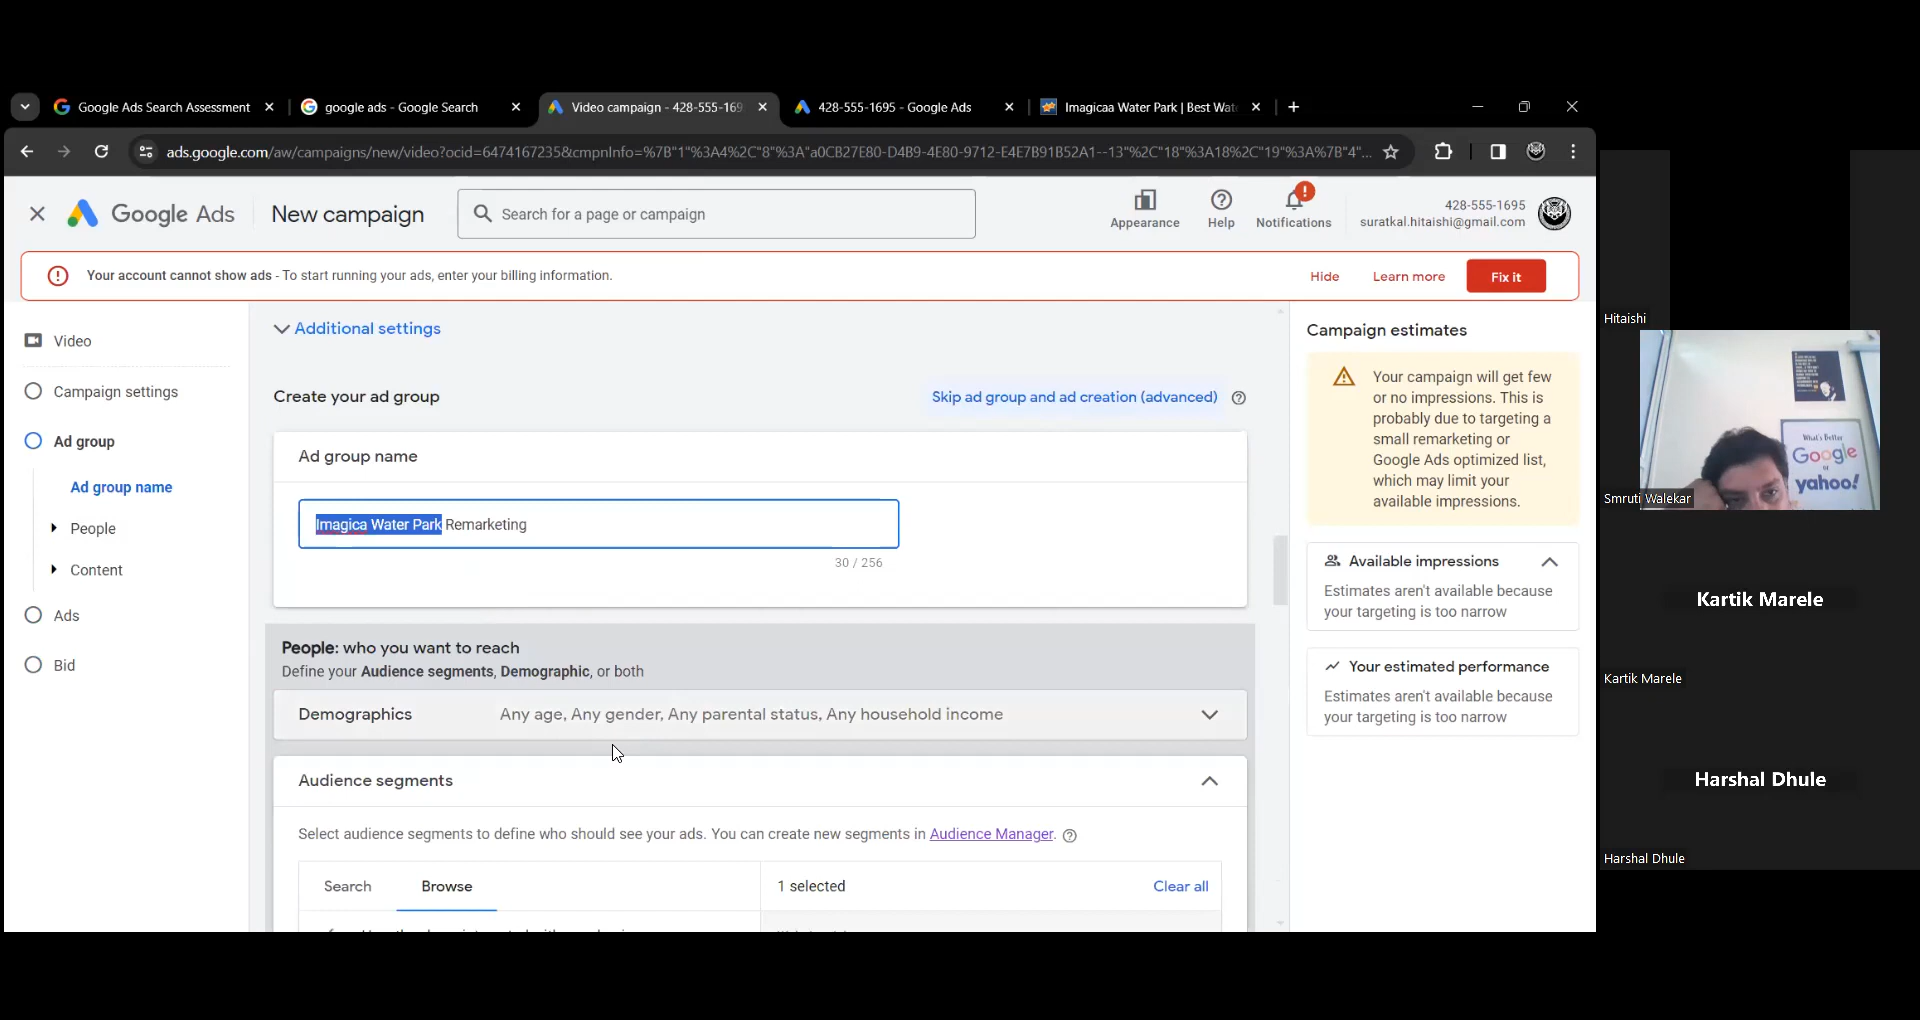 Google Ads Search Assessment
google ads - Google Search
Video campaign - 428-555-169
428-555-1695 - Google Ads
Imagicaa Water Park | Best Wat
ads.google.com/aw/campaigns/new/video?ocid=6474167235&cmpnInfo=%7B"1"%3A4%2C"8"%3A"a0CB27E80-D4B9-4E80-9712-E4E7B91B52A1--13"%2C"18"%3A18%2C"19"%3A%7B"4"...
Google Ads
New campaign
Search for a page or campaign
Appearance
Help
Notifications
428-555-1695
suratkal.hitaishi@gmail.com
Your account cannot show ads - To start running your ads, enter your billing information.
Hide
Learn more
Fix it
Video
Campaign settings
Ad group
Ad group name
People
Content
Ads
Bid
Additional settings
Create your ad group
Skip ad group and ad creation (advanced)
Ad group name
Imagica Water Park Remarketing
30 / 256
People: who you want to reach
Define your Audience segments, Demographic, or both
Demographics
Any age, Any gender, Any parental status, Any household income
Audience segments
Select audience segments to define who should see your ads. You can create new segments in Audience Manager.
Search
Browse
1 selected
Clear all
Campaign estimates
Your campaign will get few
or no impressions. This is
probably due to targeting a
small remarketing or
Google Ads optimized list,
which may limit your
available impressions.
Available impressions
Estimates aren't available because
your targeting is too narrow
Your estimated performance
Estimates aren't available because
your targeting is too narrow
Hitaishi
What's Better
Google
or
yahoo!
Smruti Walekar
Kartik Marele
Kartik Marele
Harshal Dhule
Harshal Dhule